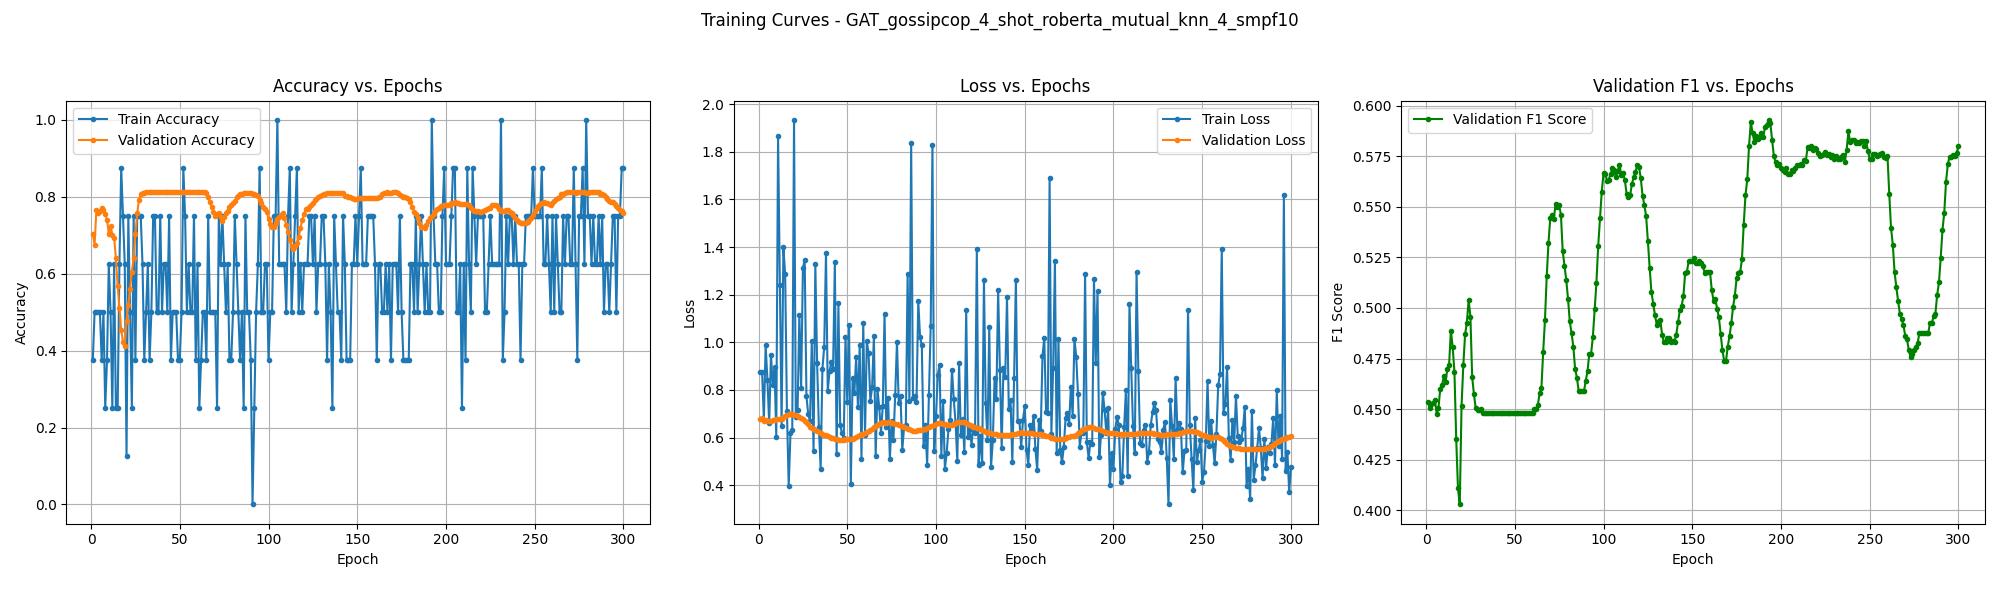 Training Curves - GAT_gossipcop_4_shot_roberta_mutual_knn_4_smpf10
Accuracy vs. Epochs
Train Accuracy
Validation Accuracy
1.0
0.8
0.6
0.4
0.2
0.0
Accuracy
0 50 100 150 200 250 300
Epoch
Loss vs. Epochs
Train Loss
Validation Loss
2.0
1.8
1.6
1.4
1.2
1.0
0.8
0.6
0.4
Loss
0 50 100 150 200 250 300
Epoch
Validation F1 vs. Epochs
Validation F1 Score
0.600
0.575
0.550
0.525
0.500
0.475
0.450
0.425
0.400
F1 Score
0 50 100 150 200 250 300
Epoch